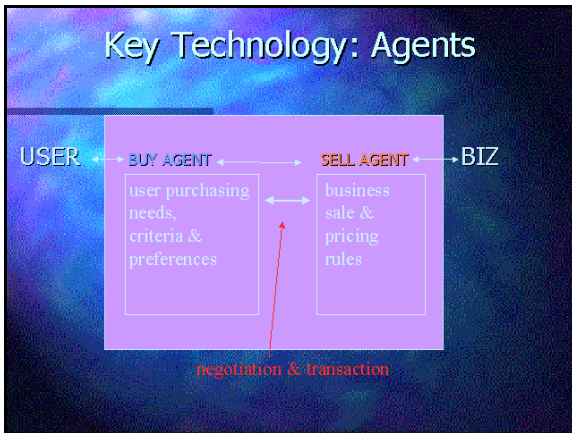 Key Technology: Agents
USER
BUY AGENT
SELL AGENT
BIZ
user purchasing
needs,
criteria &
preferences
business
sale &
pricing
rules
negotiation & transaction